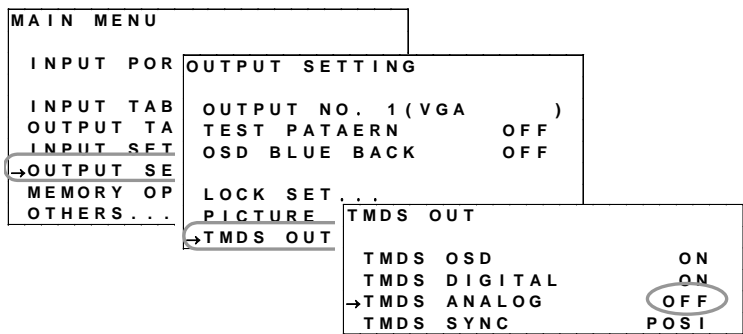 MAIN MENU
INPUT POR
INPUT TAB
OUTPUT TA
INPUT SET
→OUTPUT SE
MEMORY OP
OTHERS...
OUTPUT SETTING
OUTPUT NO. 1(VGA )
TEST PATAERN OFF
OSD BLUE BACK OFF
LOCK SET...
PICTURE
→TMDS OUT
TMDS OUT
TMDS OSD ON
TMDS DIGITAL ON
→TMDS ANALOG OFF
TMDS SYNC POSI